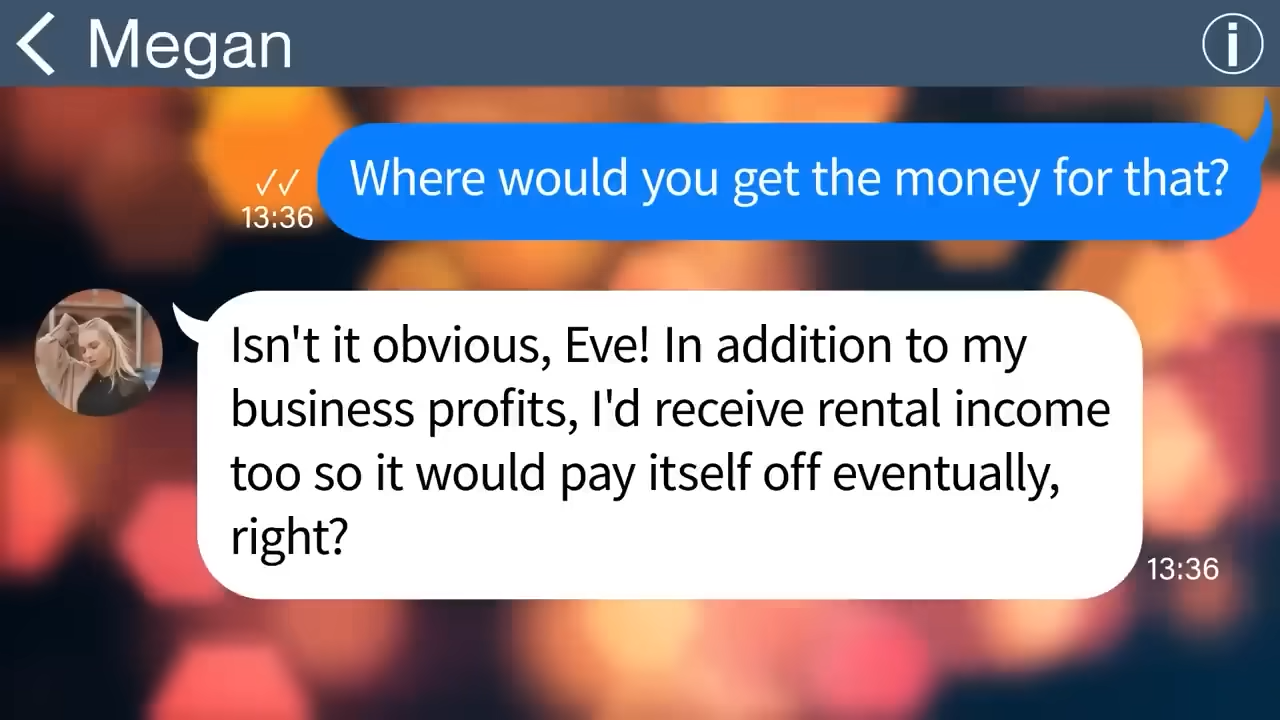 Megan
Where would you get the money for that?
✓✓
13:36
Isn't it obvious, Eve! In addition to my
business profits, I'd receive rental income
too so it would pay itself off eventually,
right?
13:36